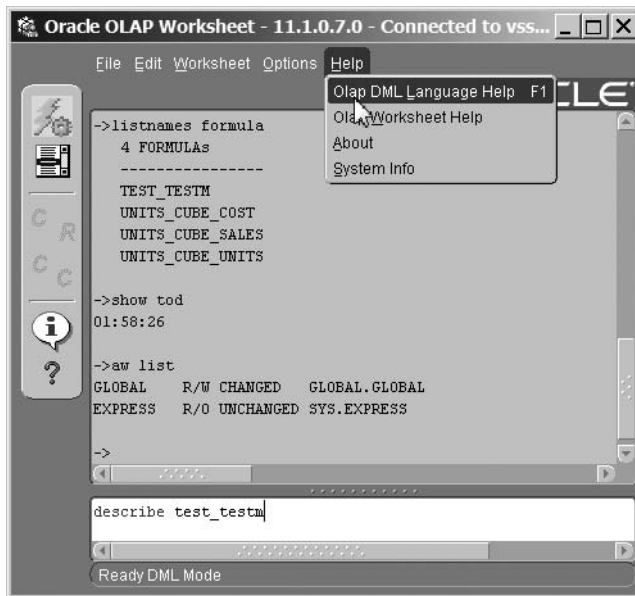 Oracle OLAP Worksheet - 11.1.0.7.0 - Connected to vss...
File Edit Worksheet Options Help
Olap DML Language Help F1
Olap Worksheet Help
About
System Info
->listnames formula
4 FORMULAs
----------------
TEST_TESTM
UNITS_CUBE_COST
UNITS_CUBE_SALES
UNITS_CUBE_UNITS
->show tod
01:58:26
->aw list
GLOBAL R/W CHANGED GLOBAL.GLOBAL
EXPRESS R/O UNCHANGED SYS.EXPRESS
->
C R
C C
?
describe test_testm
Ready DML Mode